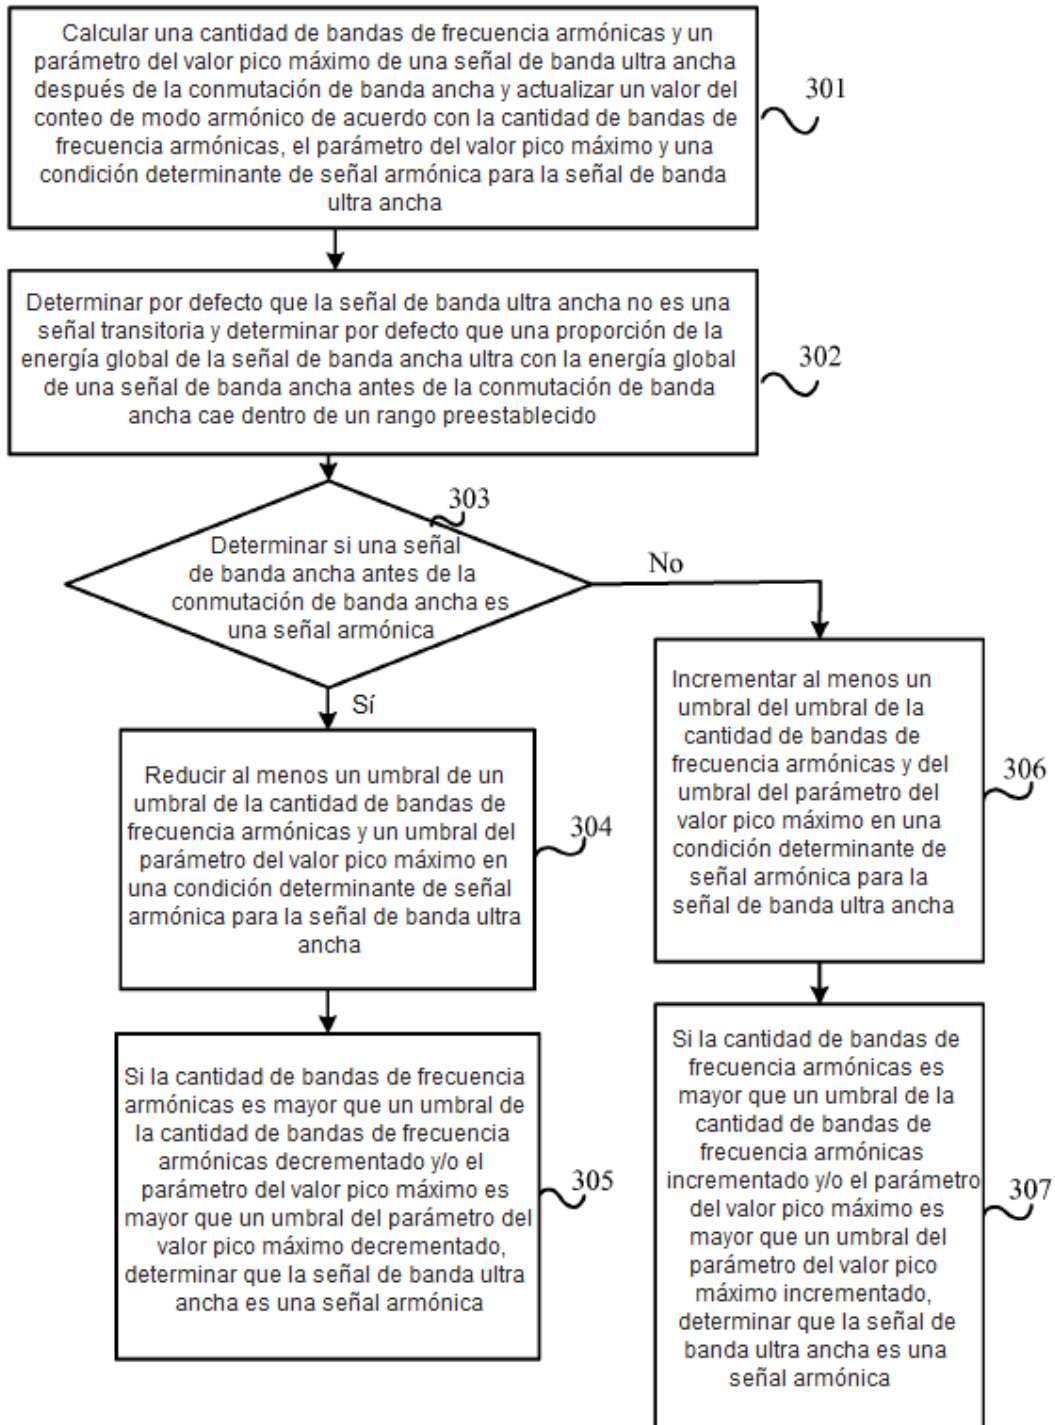 Calcular una cantidad de bandas de frecuencia armónicas y un
parámetro del valor pico máximo de una señal de banda ultra ancha
después de la conmutación de banda ancha y actualizar un valor del
conteo de modo armónico de acuerdo con la cantidad de bandas de
frecuencia armónicas, el parámetro del valor pico máximo y una
condición determinante de señal armónica para la señal de banda
ultra ancha
301
Determinar por defecto que la señal de banda ultra ancha no es una
señal transitoria y determinar por defecto que una proporción de la
energía global de la señal de banda ancha ultra con la energía global
de una señal de banda ancha antes de la conmutación de banda
ancha cae dentro de un rango preestablecido
302
303
Determinar si una señal
de banda ancha antes de la
conmutación de banda ancha es
una señal armónica
No
Sí
Reducir al menos un umbral de un
umbral de la cantidad de bandas de
frecuencia armónicas y un umbral del
parámetro del valor pico máximo en
una condición determinante de señal
armónica para la señal de banda ultra
ancha
304
Incrementar al menos un
umbral del umbral de la
cantidad de bandas de
frecuencia armónicas y del
umbral del parámetro del
valor pico máximo en una
condición determinante de
señal armónica para la
señal de banda ultra ancha
306
Si la cantidad de bandas de frecuencia
armónicas es mayor que un umbral de
la cantidad de bandas de frecuencia
armónicas decrementado y/o el
parámetro del valor pico máximo es
mayor que un umbral del parámetro del
valor pico máximo decrementado,
determinar que la señal de banda ultra
ancha es una señal armónica
305
Si la cantidad de bandas de
frecuencia armónicas es
mayor que un umbral de la
cantidad de bandas de
frecuencia armónicas
incrementado y/o el parámetro
del valor pico máximo es
mayor que un umbral del
parámetro del valor pico
máximo incrementado,
determinar que la señal de
banda ultra ancha es una
señal armónica
307